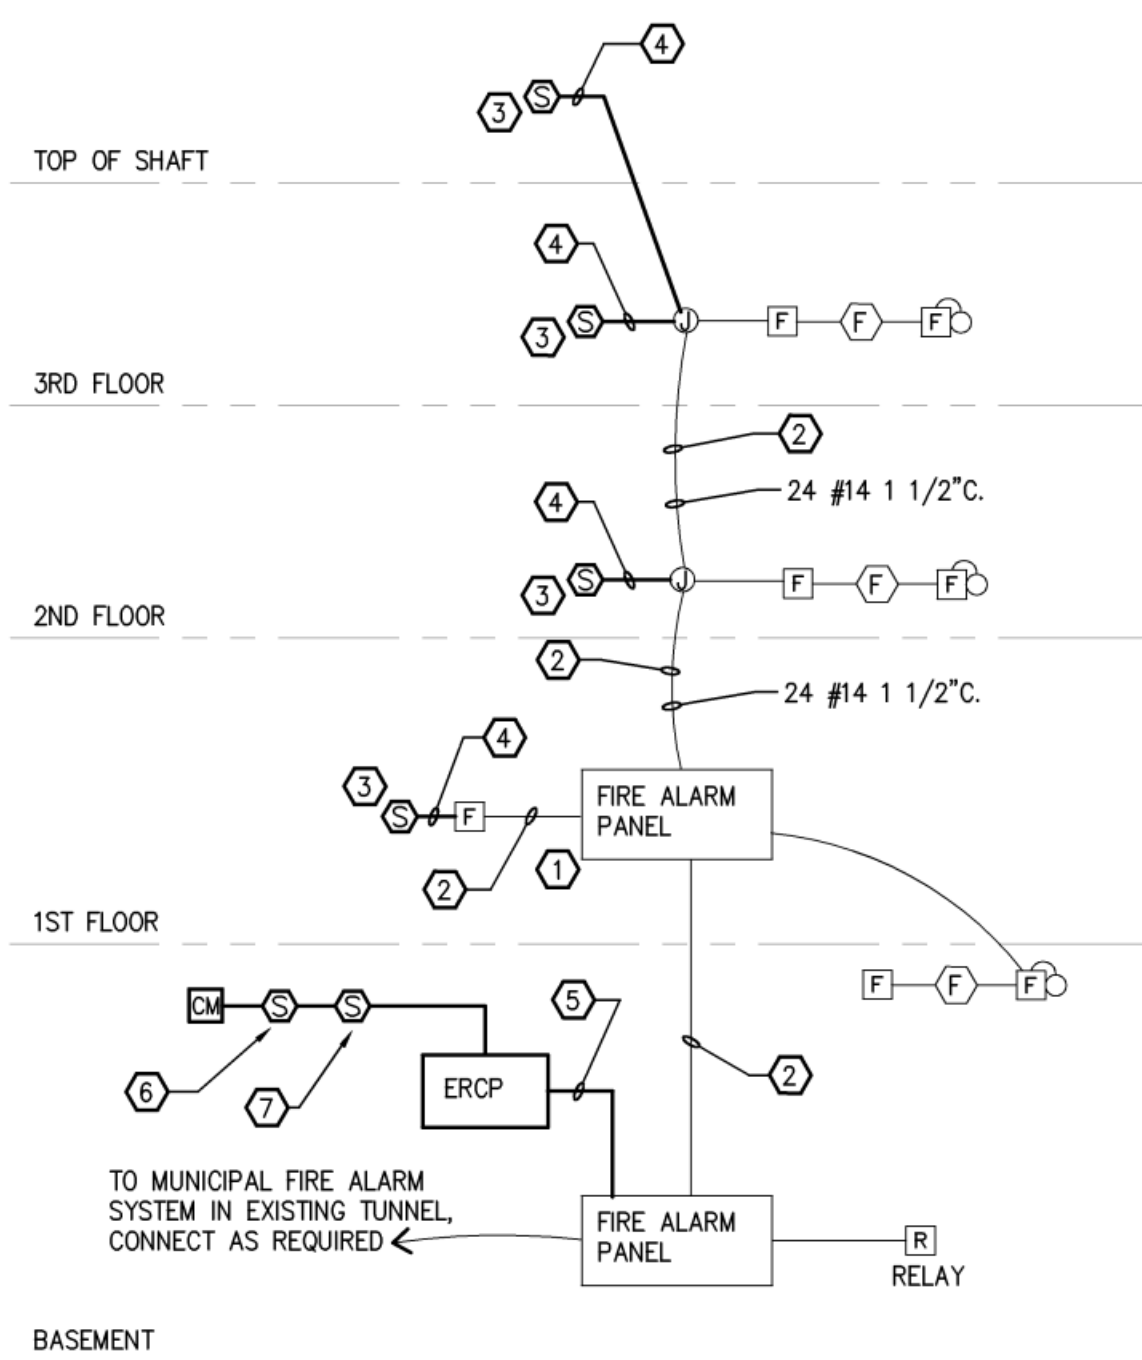 4
3 S
TOP OF SHAFT
4
3 S J F F F
3RD FLOOR
2
24 #14 1 1/2"C.
4
3 S J F F F
2ND FLOOR
2
24 #14 1 1/2"C.
4
3
S F
FIRE ALARM
PANEL
2 1
1ST FLOOR
F F F
CM S S
5
6 7
ERCP
2
TO MUNICIPAL FIRE ALARM
SYSTEM IN EXISTING TUNNEL,
CONNECT AS REQUIRED
FIRE ALARM
PANEL
R
RELAY
BASEMENT